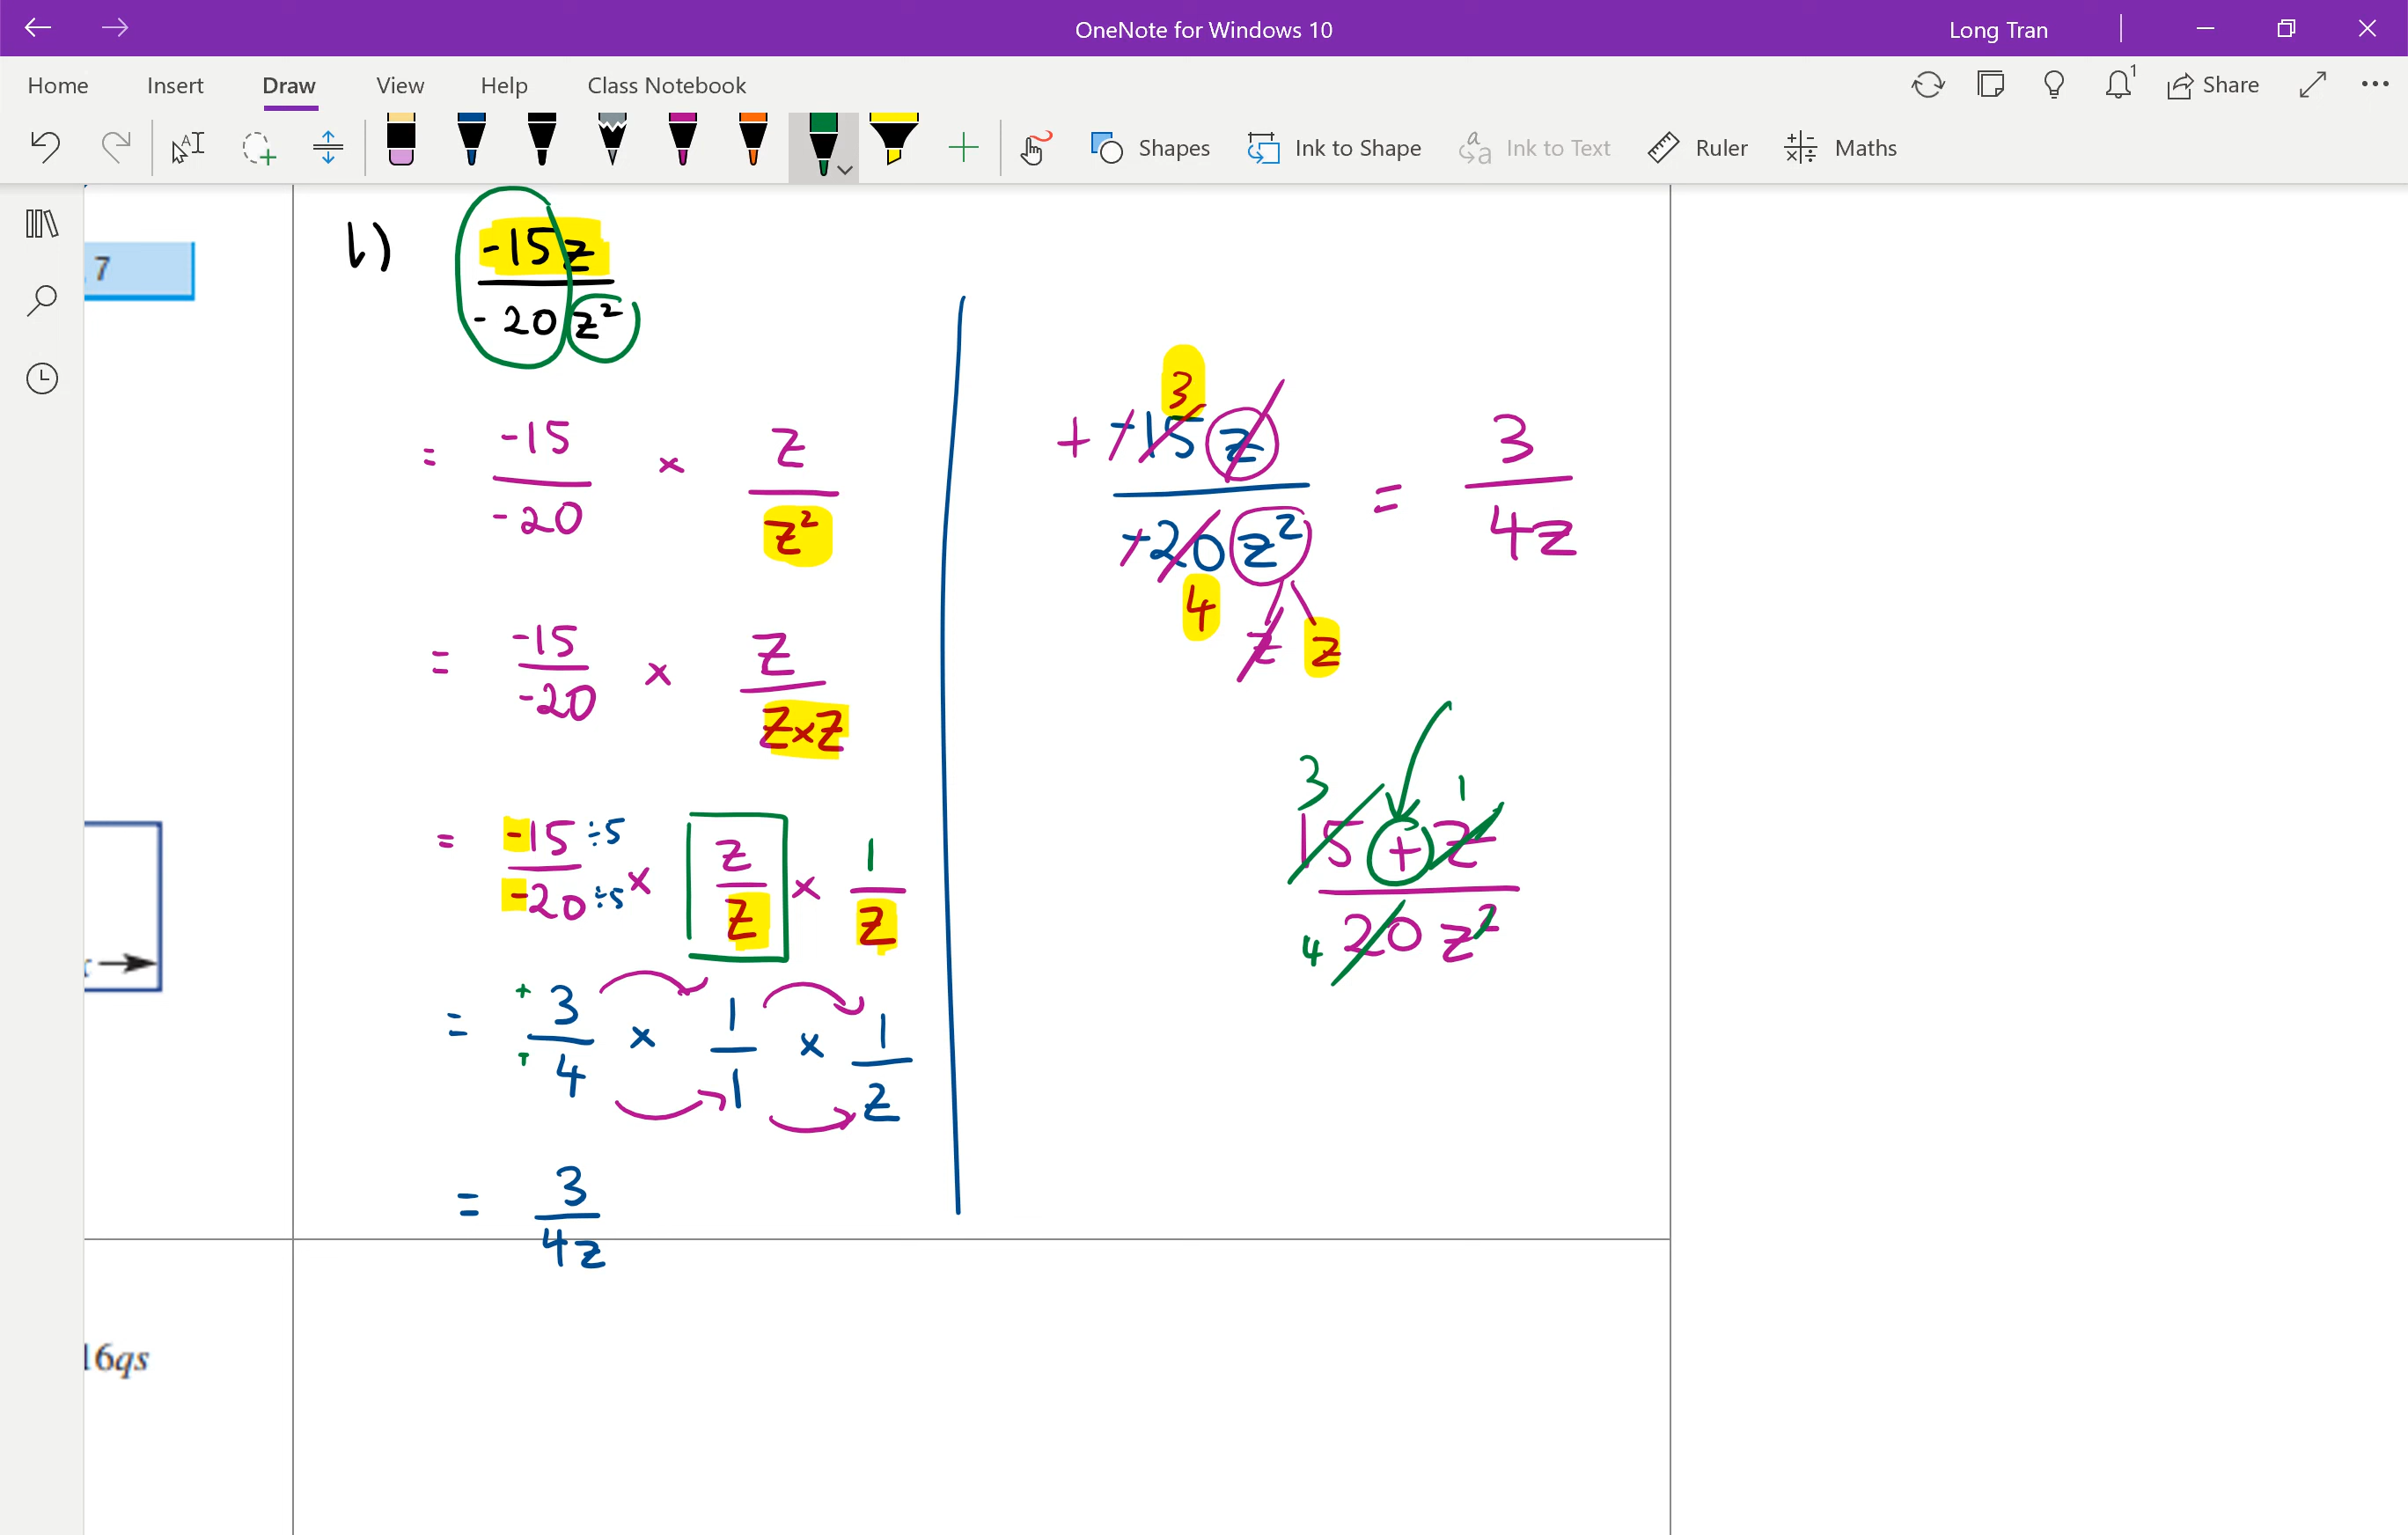 OneNote for Windows 10
Long Tran
Home Insert Draw View Help Class Notebook
1
Share
Shapes
Ink to Shape
Ink to Text
Ruler
Maths
, 7
16qs
-15z
-20z²
= -15/-20 × z/z²
= -15/-20 × z/z×z
= -15÷5/-20÷5 × z/z × 1/z
= +3/+4 × 1/1 × 1/z
= 3/4z
3
+ -15z/-20z² = 3/4z
4 z z
3 1
15 + z
4 20 z²